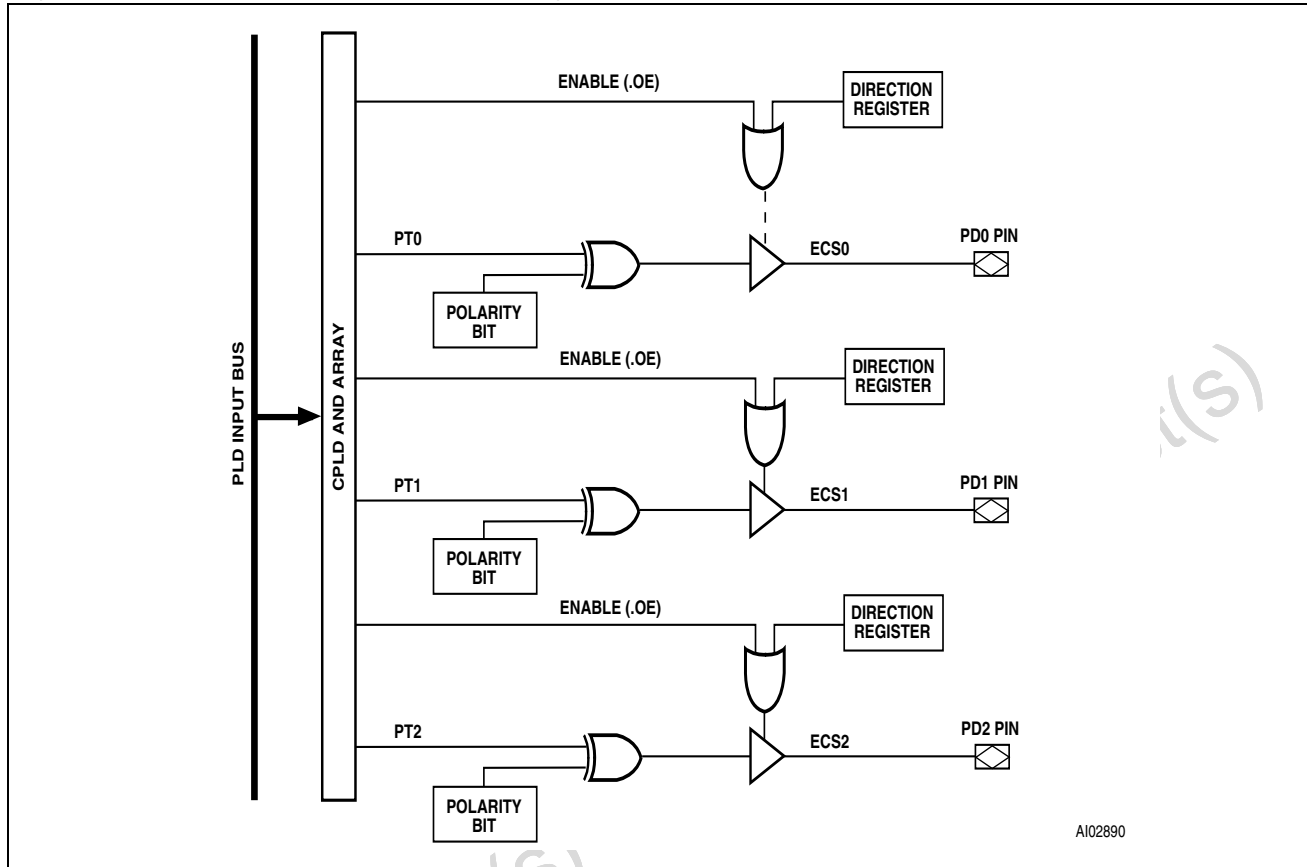 ENABLE (.OE)
DIRECTION
REGISTER
PT0
ECS0
PD0 PIN
POLARITY
BIT
ENABLE (.OE)
DIRECTION
REGISTER
PLD INPUT BUS
CPLD AND ARRAY
PT1
ECS1
PD1 PIN
POLARITY
BIT
ENABLE (.OE)
DIRECTION
REGISTER
PT2
ECS2
PD2 PIN
POLARITY
BIT
AI02890